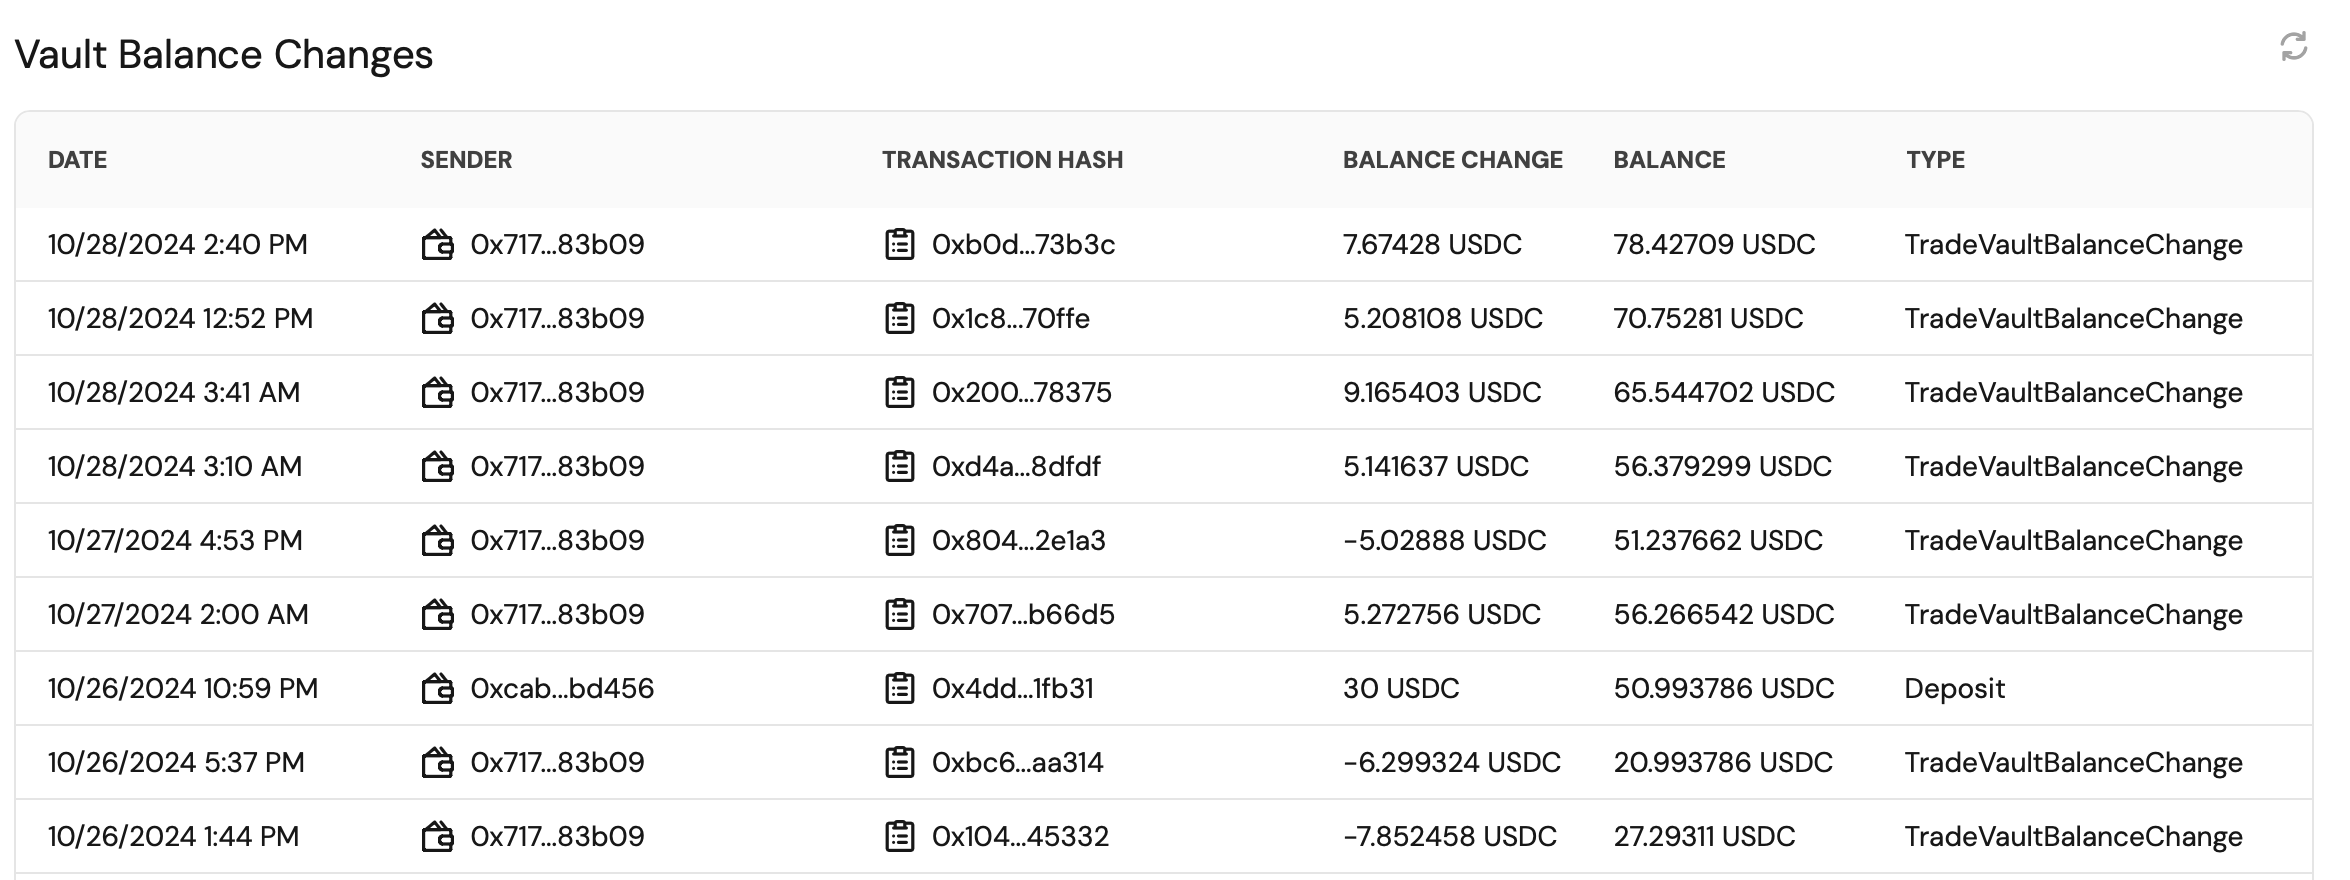 Vault Balance Changes
DATE SENDER TRANSACTION HASH BALANCE CHANGE BALANCE TYPE
10/28/2024 2:40 PM 0x717...83b09 0xb0d...73b3c 7.67428 USDC 78.42709 USDC TradeVaultBalanceChange
10/28/2024 12:52 PM 0x717...83b09 0x1c8...70ffe 5.208108 USDC 70.75281 USDC TradeVaultBalanceChange
10/28/2024 3:41 AM 0x717...83b09 0x200...78375 9.165403 USDC 65.544702 USDC TradeVaultBalanceChange
10/28/2024 3:10 AM 0x717...83b09 0xd4a...8dfdf 5.141637 USDC 56.379299 USDC TradeVaultBalanceChange
10/27/2024 4:53 PM 0x717...83b09 0x804...2e1a3 -5.02888 USDC 51.237662 USDC TradeVaultBalanceChange
10/27/2024 2:00 AM 0x717...83b09 0x707...b66d5 5.272756 USDC 56.266542 USDC TradeVaultBalanceChange
10/26/2024 10:59 PM 0xcab...bd456 0x4dd...1fb31 30 USDC 50.993786 USDC Deposit
10/26/2024 5:37 PM 0x717...83b09 0xbc6...aa314 -6.299324 USDC 20.993786 USDC TradeVaultBalanceChange
10/26/2024 1:44 PM 0x717...83b09 0x104...45332 -7.852458 USDC 27.29311 USDC TradeVaultBalanceChange